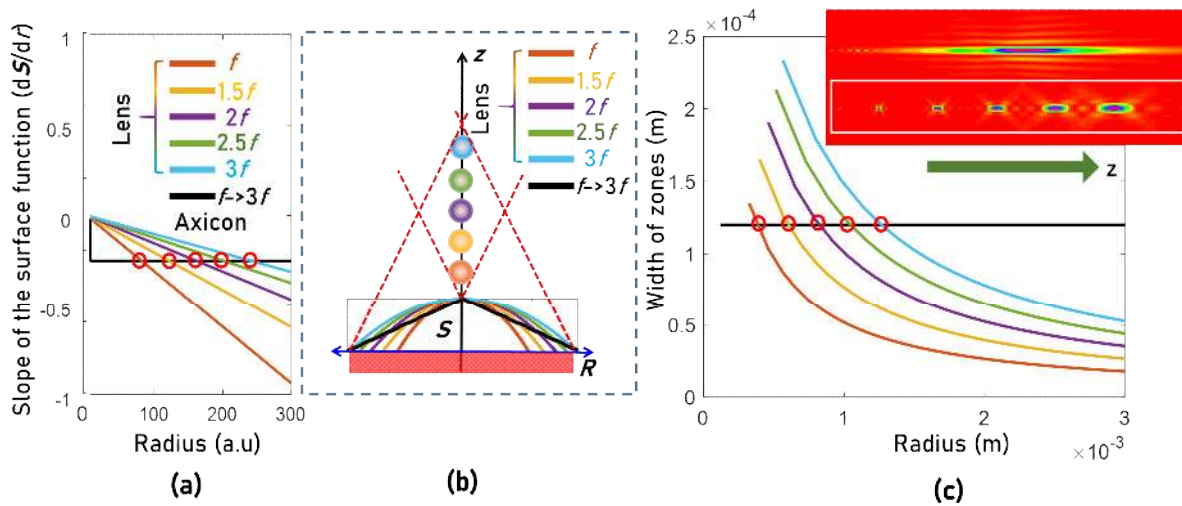 1
0.5
0
-0.5
-1
Slope of the surface function (dS/dr)
Lens
f
1.5f
2f
2.5f
3f
f->3f
Axicon
0
100
200
300
Radius (a.u)
(a)
z
Lens
f
1.5f
2f
2.5f
3f
f->3f
S
R
(b)
× 10⁻⁴
2.5
2
1.5
1
0.5
0
Width of zones (m)
z
0
1
2
3
Radius (m)
× 10⁻³
(c)